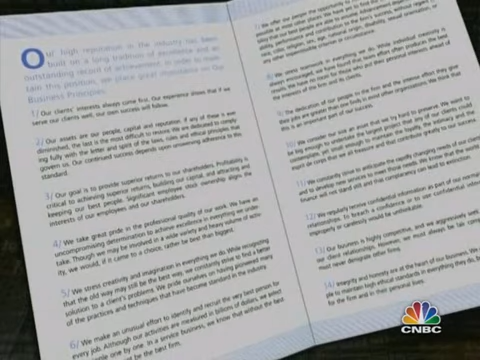 Our high reputation in the industry has been
built on a long tradition of excellence and an
outstanding record of achievement. In order to main-
tain this position, we place great importance on Our
Business Principles.
1/ Our clients' interests always come first. Our experience shows that if we
serve our clients well, our own success will follow.
2/ Our assets are our people, capital and reputation. If any of these is ever
diminished, the last is the most difficult to restore. We are dedicated to comply-
ing fully with the letter and spirit of the laws, rules and ethical principles that
govern us. Our continued success depends upon unswerving adherence to this
standard.
3/ Our goal is to provide superior returns to our shareholders. Profitability is
critical to achieving superior returns, building our capital, and attracting and
keeping our best people. Significant employee stock ownership aligns the
interests of our employees and our shareholders.
4/ We take great pride in the professional quality of our work. We have an
uncompromising determination to achieve excellence in everything we under-
take. Though we may be involved in a wide variety and heavy volume of activ-
ity, we would, if it came to a choice, rather be best than biggest.
5/ We stress creativity and imagination in everything we do. While recognizing
that the old way may still be the best way, we constantly strive to find a better
solution to a client's problems. We pride ourselves on having pioneered many
of the practices and techniques that have become standard in the industry.
6/ We make an unusual effort to identify and recruit the very best person for
every job. Although our activities are measured in billions of dollars, we select
people one by one. In a service business, we know that without the best
not be the best firm.
7/ We offer our people the opportunity to
8/ We stress teamwork in everything we do. While individual creativity is
always encouraged, we have found that team effort often produces the best
results. We have no room for those who put their personal interests ahead of
the interests of the firm and its clients.
9/ The dedication of our people to the firm and the intense effort they give
their jobs are greater than one finds in most other organizations. We think that
this is an important part of our success.
10/ We consider our size an asset that we try hard to preserve. We want to
be big enough to undertake the largest project that any of our clients could
contemplate, yet small enough to maintain the loyalty, the intimacy and the
esprit de corps that we all treasure and that contribute greatly to our success.
11/ We constantly strive to anticipate the rapidly changing needs of our clients
and to develop new services to meet those needs. We know that the world of
finance will not stand still and that complacency can lead to extinction.
12/ We regularly receive confidential information as part of our normal
relationships. To breach a confidence or to use confidential information
improperly or carelessly would be unthinkable.
13/ Our business is highly competitive, and we aggressively seek
our client relationships. However, we must always be fair
must never denigrate other firms.
14/ Integrity and honesty are at the heart of our business. We
to maintain high ethical standards in everything they do, b
for the firm and in their personal lives.
CNBC